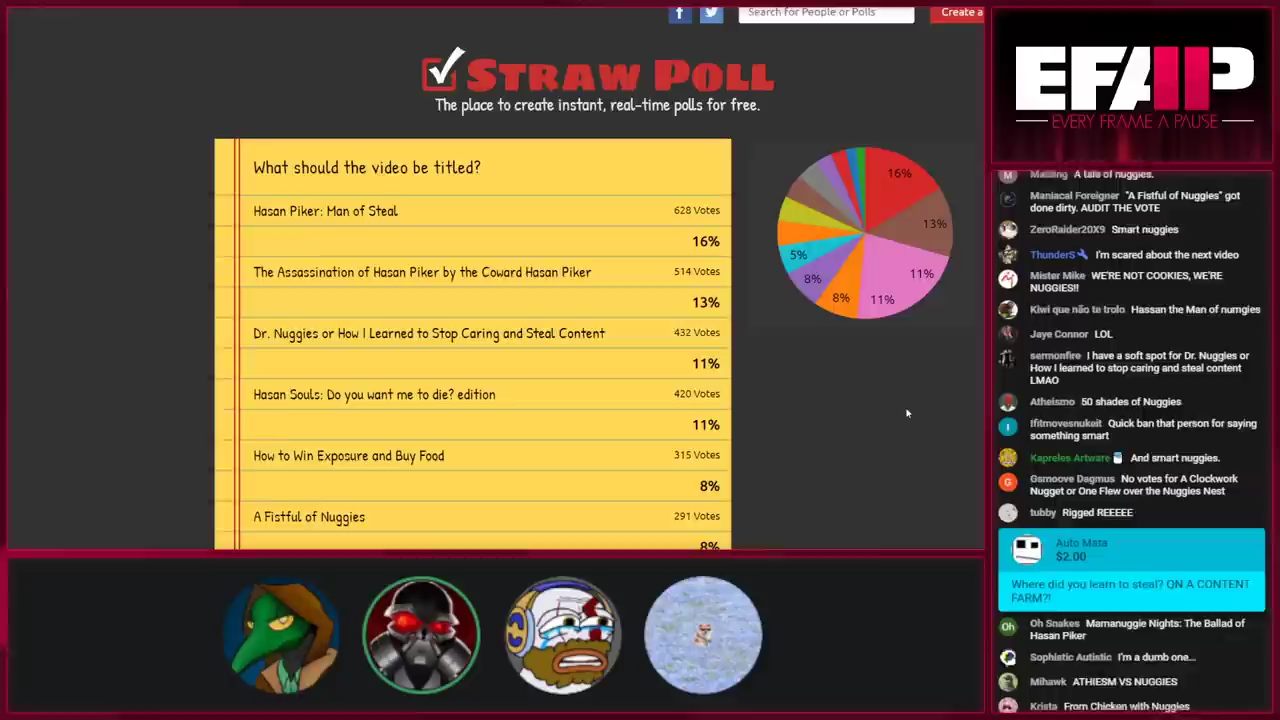 Search for People or Polls
Create a
STRAW POLL
The place to create instant, real-time polls for free.
What should the video be titled?
Hasan Piker: Man of Steal
628 Votes
16%
The Assassination of Hasan Piker by the Coward Hasan Piker
514 Votes
13%
Dr. Nuggies or How I Learned to Stop Caring and Steal Content
432 Votes
11%
Hasan Souls: Do you want me to die? edition
420 Votes
11%
How to Win Exposure and Buy Food
315 Votes
8%
A Fistful of Nuggies
291 Votes
8%
16%
13%
11%
11%
8%
8%
5%
EFAP
EVERY FRAME A PAUSE
A tale of nuggies.
Maniacal Foreigner "A Fistful of Nuggies" got
done dirty. AUDIT THE VOTE
ZeroRaider20X9 Smart nuggies
ThunderS I'm scared about the next video
Mister Mike WE'RE NOT COOKIES, WE'RE
NUGGIES!!
Kiwi que não te trolo Hassan the Man of numgies
Jaye Connor LOL
sermonfire I have a soft spot for Dr. Nuggies or
How I learned to stop caring and steal content
LMAO
Atheismo 50 shades of Nuggies
Ifitmovesnukeit Quick ban that person for saying
something smart
Kapreles Artware And smart nuggies.
Gsmoove Dagmus No votes for A Clockwork
Nugget or One Flew over the Nuggies Nest
tubby Rigged REEEEE
Auto Mata
$2.00
Where did you learn to steal? ON A CONTENT
FARM?!
Oh Snakes Mamanuggie Nights: The Ballad of
Hasan Piker
Sophistic Autistic I'm a dumb one...
Mihawk ATHIESM VS NUGGIES
Krista From Chicken with Nuggies